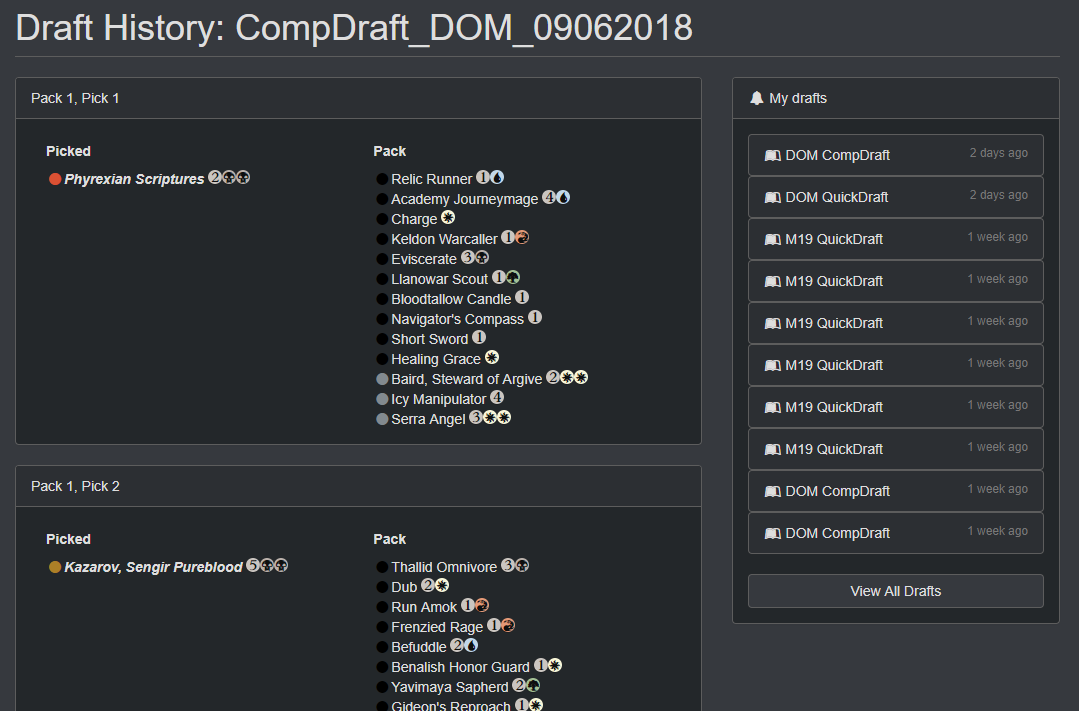 Draft History: CompDraft_DOM_09062018
Pack 1, Pick 1
Picked
Phyrexian Scriptures 2
Pack
Relic Runner 1
Academy Journeymage 4
Charge
Keldon Warcaller 1
Eviscerate 3
Llanowar Scout 1
Bloodtallow Candle 1
Navigator's Compass 1
Short Sword 1
Healing Grace
Baird, Steward of Argive 2
Icy Manipulator 4
Serra Angel 3
Pack 1, Pick 2
Picked
Kazarov, Sengir Pureblood 5
Pack
Thallid Omnivore 3
Dub 2
Run Amok 1
Frenzied Rage 1
Befuddle 2
Benalish Honor Guard 1
Yavimaya Sapherd 2
Gideon's Reproach 1
My drafts
DOM CompDraft 2 days ago
DOM QuickDraft 2 days ago
M19 QuickDraft 1 week ago
M19 QuickDraft 1 week ago
M19 QuickDraft 1 week ago
M19 QuickDraft 1 week ago
M19 QuickDraft 1 week ago
M19 QuickDraft 1 week ago
DOM CompDraft 1 week ago
DOM CompDraft 1 week ago
View All Drafts